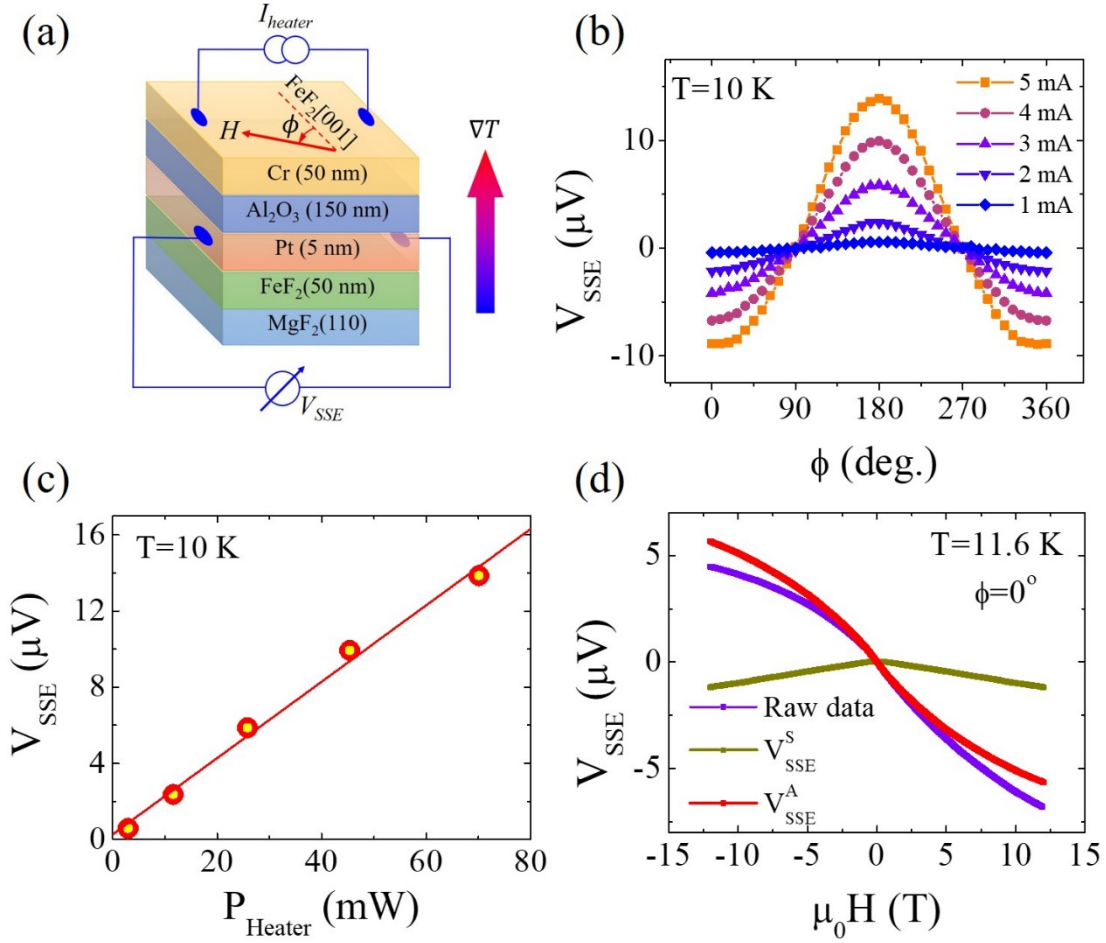 (a)
I_heater
FeF₂[001]
H
ϕ
Cr (50 nm)
Al₂O₃ (150 nm)
Pt (5 nm)
FeF₂(50 nm)
MgF₂(110)
∇T
V_SSE
(b)
T=10 K
5 mA
4 mA
3 mA
2 mA
1 mA
10
0
-10
V_SSE (μV)
0 90 180 270 360
ϕ (deg.)
(c)
T=10 K
16
12
8
4
0
V_SSE (μV)
0 20 40 60 80
P_Heater (mW)
(d)
T=11.6 K
ϕ=0°
5
0
-5
V_SSE (μV)
Raw data
V^S_SSE
V^A_SSE
-15 -10 -5 0 5 10 15
μ₀H (T)